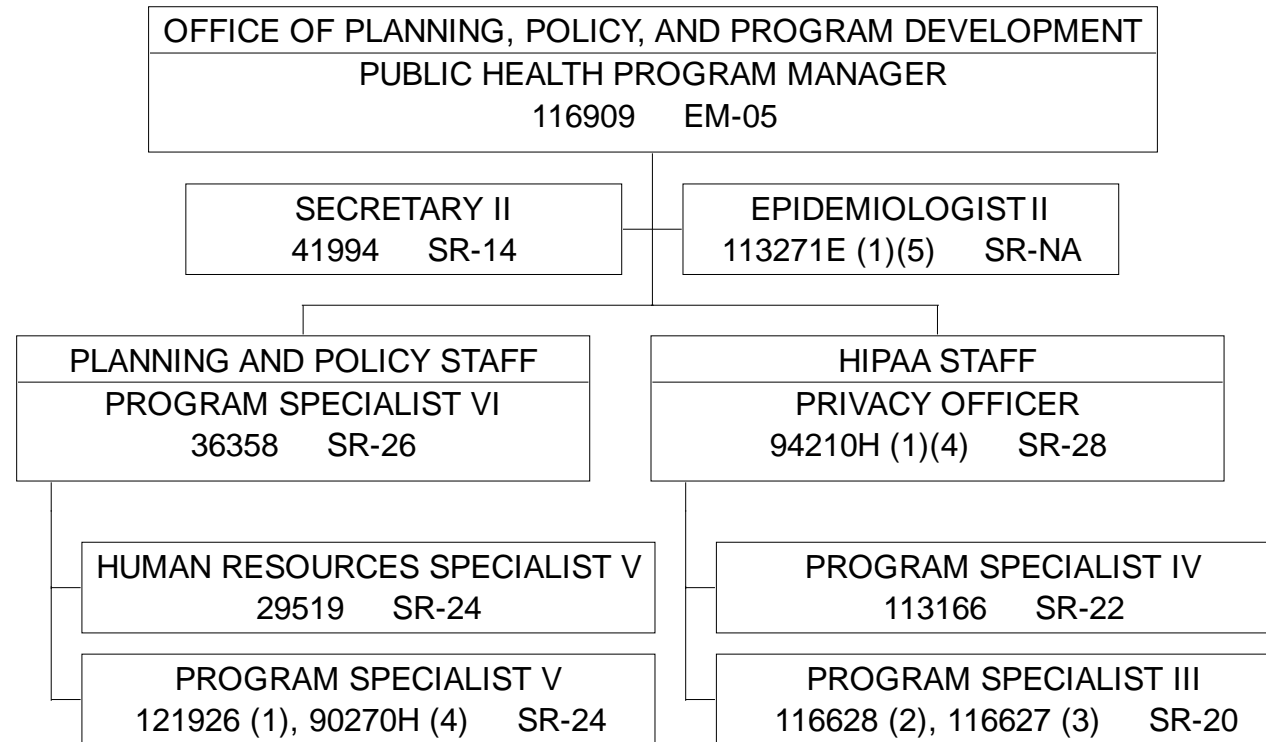 OFFICE OF PLANNING, POLICY, AND PROGRAM DEVELOPMENT
PUBLIC HEALTH PROGRAM MANAGER
116909 EM-05
SECRETARY II
41994 SR-14
EPIDEMIOLOGIST II
113271E (1)(5) SR-NA
PLANNING AND POLICY STAFF
PROGRAM SPECIALIST VI
36358 SR-26
HIPAA STAFF
PRIVACY OFFICER
94210H (1)(4) SR-28
HUMAN RESOURCES SPECIALIST V
29519 SR-24
PROGRAM SPECIALIST V
121926 (1), 90270H (4) SR-24
PROGRAM SPECIALIST IV
113166 SR-22
PROGRAM SPECIALIST III
116628 (2), 116627 (3) SR-20